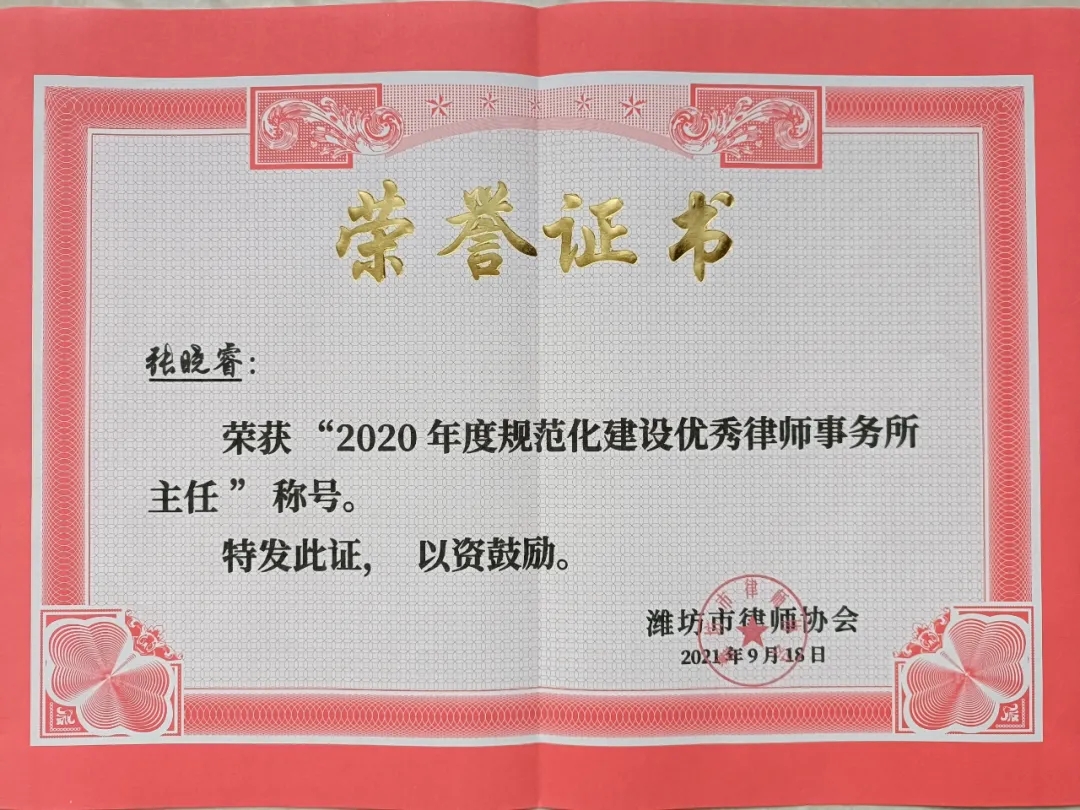 荣誉证书
张晓睿：
荣获“2020年度规范化建设优秀律师事务所
主任”称号。
特发此证， 以资鼓励。
潍坊市律师协会
2021年9月18日